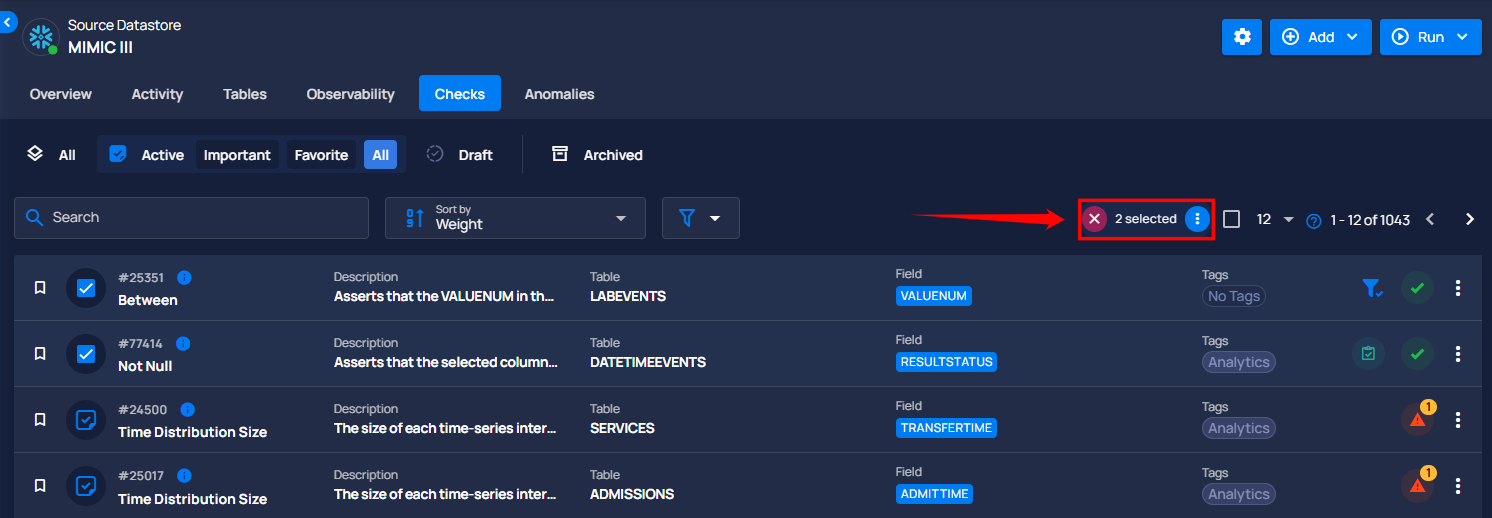 Source Datastore
MIMIC III
Add
Run
Overview Activity Tables Observability Checks Anomalies
All Active Important Favorite All Draft Archived
Search
Sort by
Weight
2 selected
12
1 - 12 of 1043
#25351
Between
Description
Asserts that the VALUENUM in th...
Table
LABEVENTS
Field
VALUENUM
Tags
No Tags
#77414
Not Null
Description
Asserts that the selected column...
Table
DATETIMEEVENTS
Field
RESULTSTATUS
Tags
Analytics
#24500
Time Distribution Size
Description
The size of each time-series inter...
Table
SERVICES
Field
TRANSFERTIME
Tags
Analytics
1
#25017
Time Distribution Size
Description
The size of each time-series inter...
Table
ADMISSIONS
Field
ADMITTIME
Tags
Analytics
1